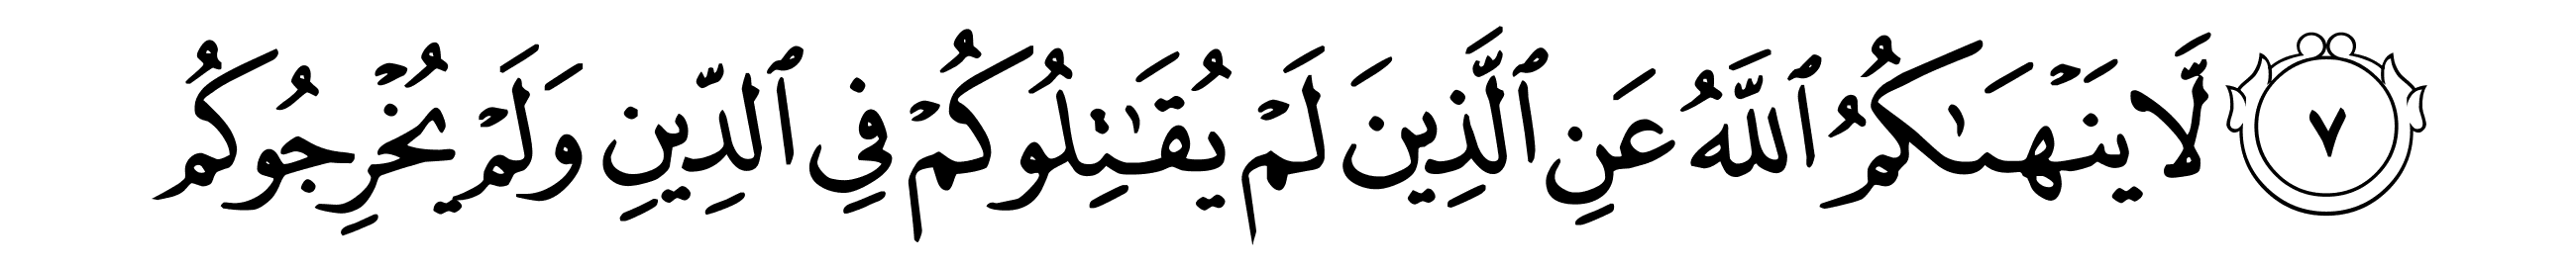 ٧ لَّا يَنْهَىٰكُمُ ٱللَّهُ عَنِ ٱلَّذِينَ لَمْ يُقَـٰتِلُوكُمْ فِى ٱلدِّينِ وَلَمْ يُخْرِجُوكُم